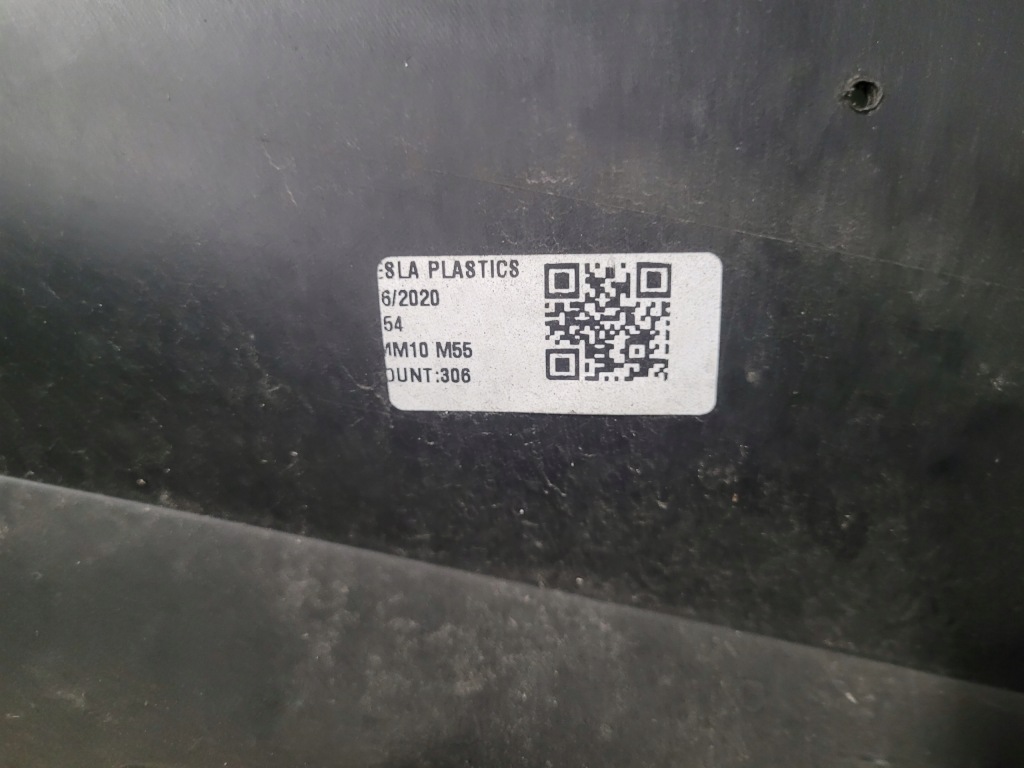 ESLA PLASTICS
6/2020
54
MM10 M55
OUNT:306